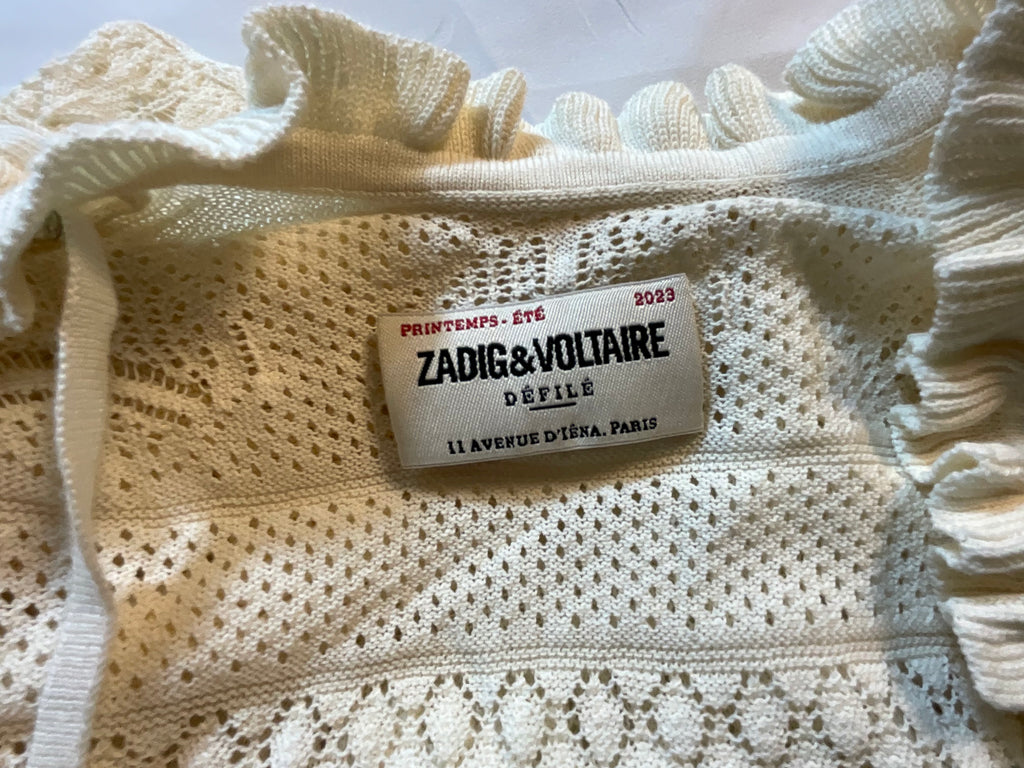 PRINTEMPS - ÉTÉ 2023
ZADIG&VOLTAIRE
DÉFILÉ
11 AVENUE D'IÉNA. PARIS